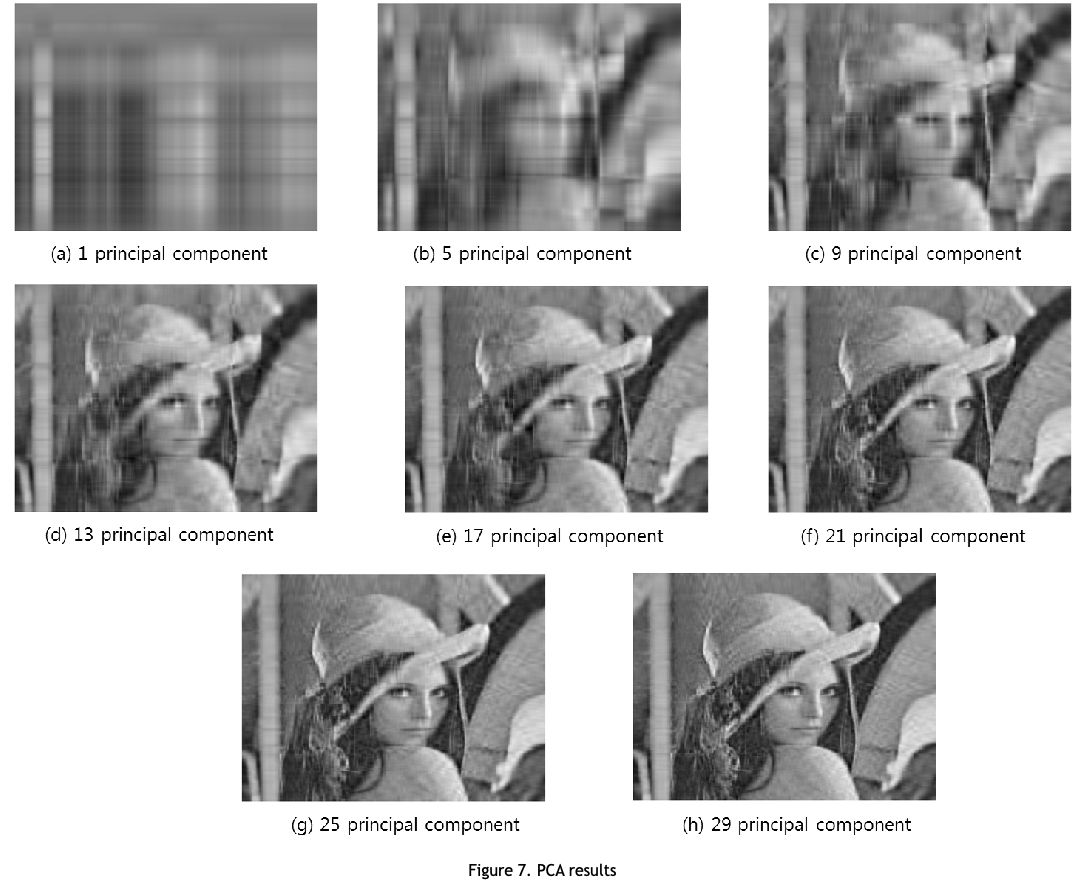 (a) 1 principal component
(b) 5 principal component
(c) 9 principal component
(d) 13 principal component
(e) 17 principal component
(f) 21 principal component
(g) 25 principal component
(h) 29 principal component
Figure 7. PCA results